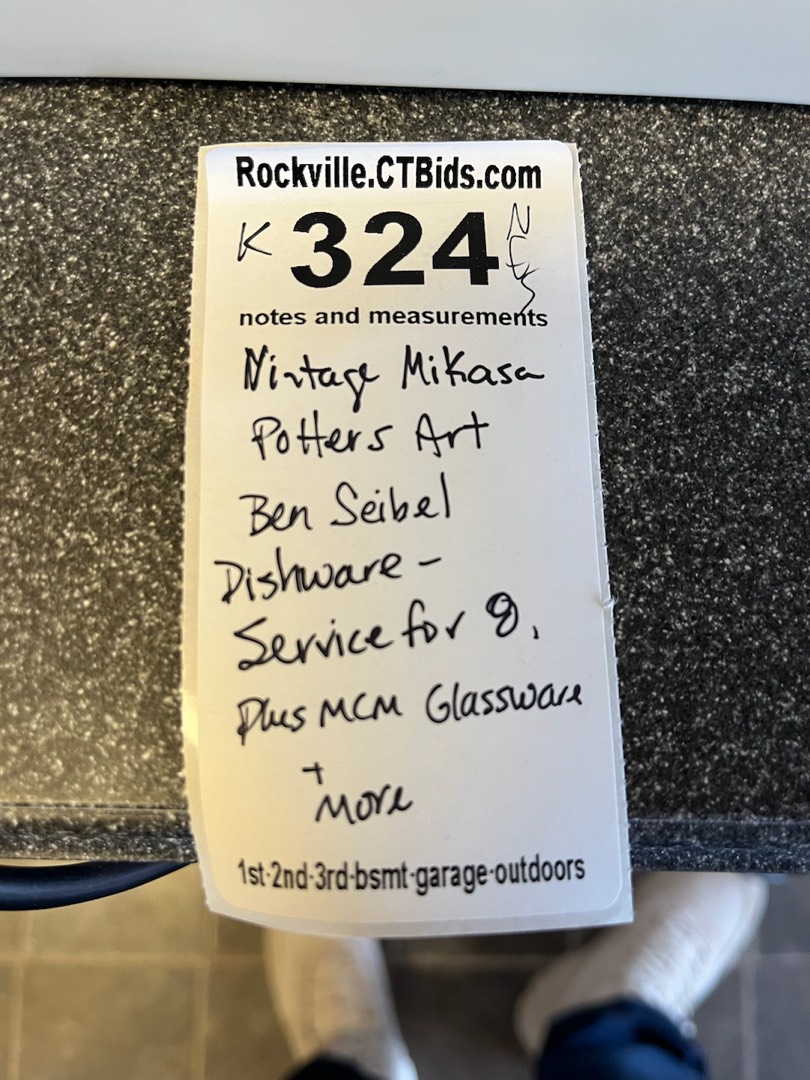 Rockville.CTBids.com
K 324
notes and measurements
Vintage Mikasa
Potters Art
Ben Seibel
Dishware -
Service for 8,
Plus MCM Glassware
+
More
1st-2nd-3rd-bsmt-garage-outdoors